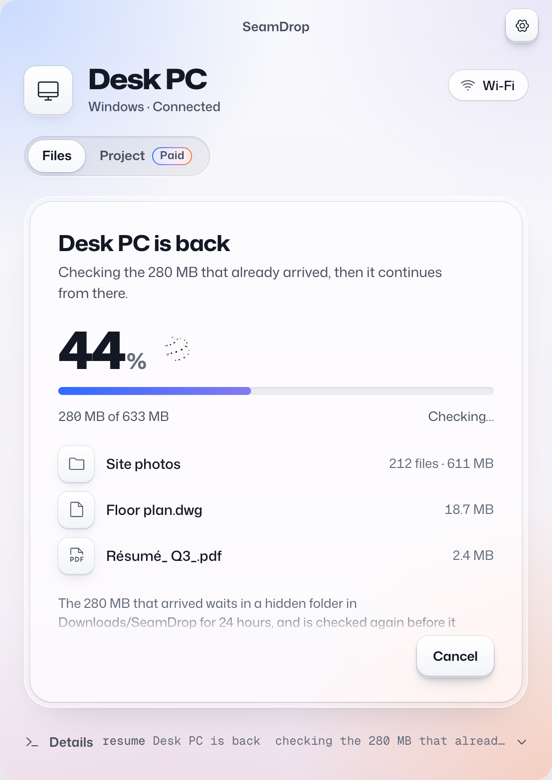 SeamDrop
Desk PC
Windows · Connected
Wi-Fi
Files
Project
Paid
Desk PC is back
Checking the 280 MB that already arrived, then it continues
from there.
44%
280 MB of 633 MB
Checking…
Site photos
212 files · 611 MB
Floor plan.dwg
18.7 MB
PDF
Résumé_ Q3_.pdf
2.4 MB
The 280 MB that arrived waits in a hidden folder in
Downloads/SeamDrop for 24 hours, and is checked again before it
Cancel
Details resume Desk PC is back checking the 280 MB that alread…